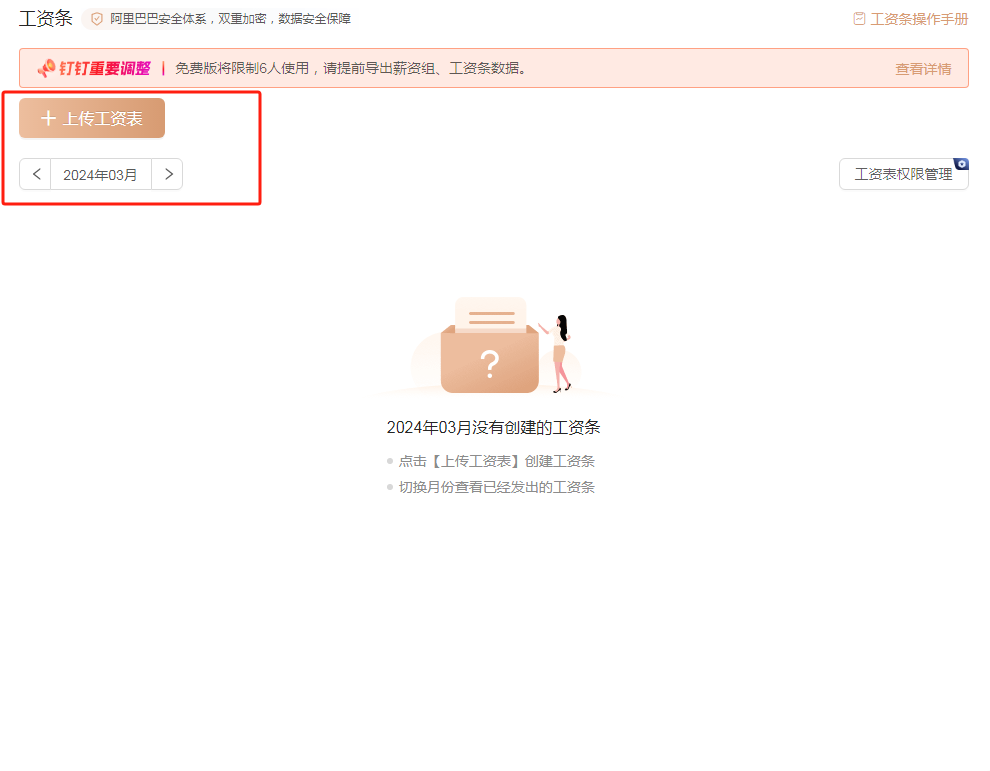 工资条 阿里巴巴安全体系，双重加密，数据安全保障 工资条操作手册
钉钉重要调整 免费版将限制6人使用，请提前导出薪资组、工资条数据。 查看详情
+ 上传工资表
< 2024年03月 > 工资表权限管理
?
2024年03月没有创建的工资条
点击【上传工资表】创建工资条
切换月份查看已经发出的工资条